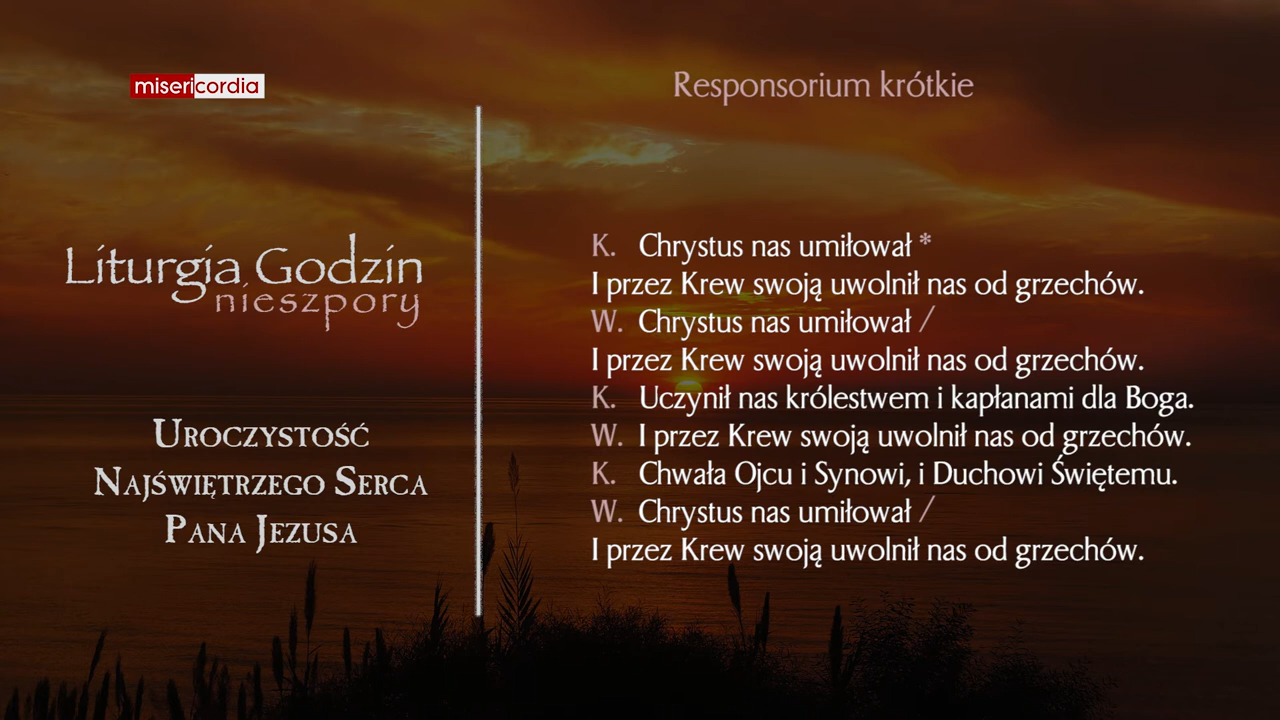 misericordia
Liturgia Godzin
nieszpory
Uroczystość
Najświętrzego Serca
Pana Jezusa
Responsorium krótkie
K. Chrystus nas umiłował *
I przez Krew swoją uwolnił nas od grzechów.
W. Chrystus nas umiłował /
I przez Krew swoją uwolnił nas od grzechów.
K. Uczynił nas królestwem i kapłanami dla Boga.
W. I przez Krew swoją uwolnił nas od grzechów.
K. Chwała Ojcu i Synowi, i Duchowi Świętemu.
W. Chrystus nas umiłował /
I przez Krew swoją uwolnił nas od grzechów.